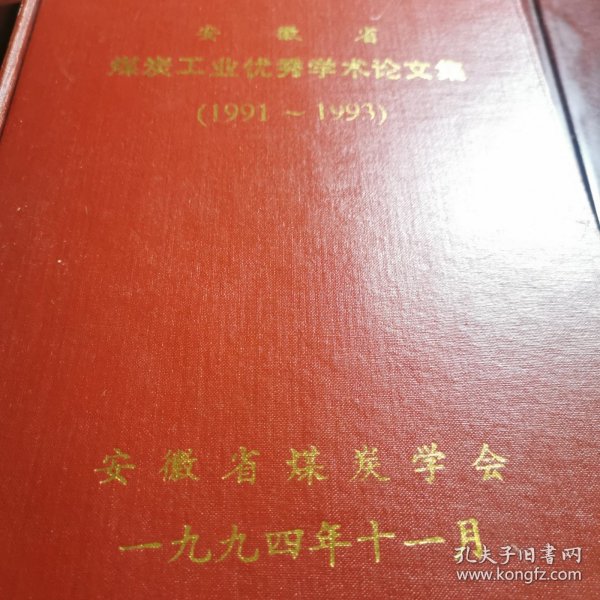 安徽省
煤炭工业优秀学术论文集
(1991～1993)
安徽省煤炭学会
一九九四年十一月
孔夫子旧书网
www.kongfz.com